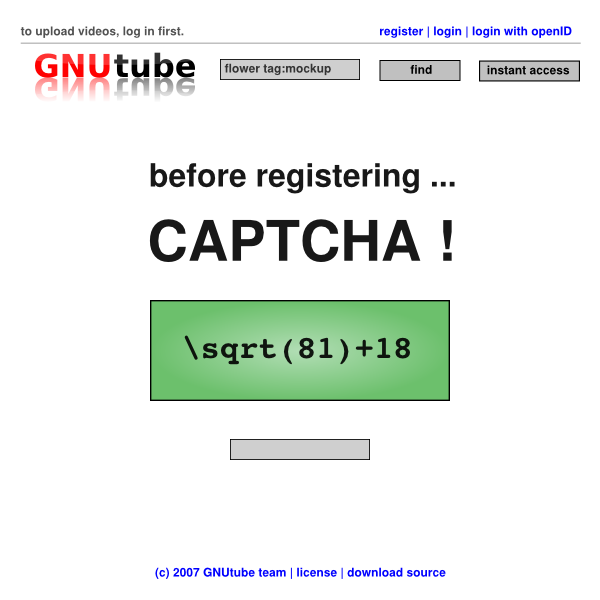 to upload videos, log in first. register | login | login with openID
GNUtube flower tag:mockup find instant access
before registering ...
CAPTCHA !
\sqrt(81)+18
(c) 2007 GNUtube team | license | download source